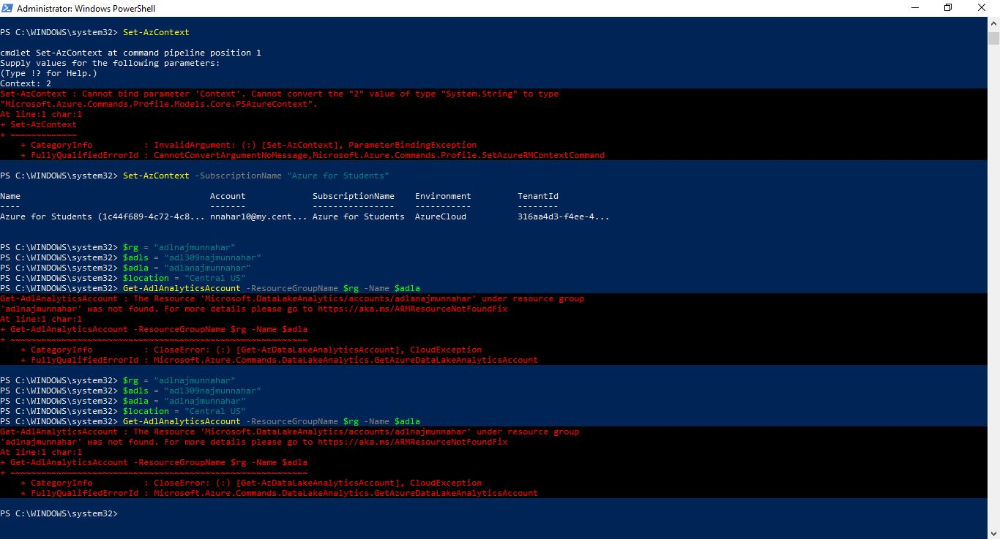 Administrator: Windows PowerShell
PS C:\WINDOWS\system32> Set-AzContext
cmdlet Set-AzContext at command pipeline position 1
Supply values for the following parameters:
(Type !? for Help.)
Context: 2
Set-AzContext : Cannot bind parameter 'Context'. Cannot convert the "2" value of type "System.String" to type
"Microsoft.Azure.Commands.Profile.Models.Core.PSAzureContext".
At line:1 char:1
+ Set-AzContext
+ ~~~~~~~~~~~~~
    + CategoryInfo          : InvalidArgument: (:) [Set-AzContext], ParameterBindingException
    + FullyQualifiedErrorId : CannotConvertArgumentNoMessage,Microsoft.Azure.Commands.Profile.SetAzureRMContextCommand
PS C:\WINDOWS\system32> Set-AzContext -SubscriptionName "Azure for Students"
Name                                     Account             SubscriptionName    Environment         TenantId
----                                     -------             ----------------    -----------         --------
Azure for Students (1c44f689-4c72-4c8... nnahar10@my.cent... Azure for Students  AzureCloud          316aa4d3-f4ee-4...
PS C:\WINDOWS\system32> $rg = "adlnajmunnahar"
PS C:\WINDOWS\system32> $adls = "adl309najmunnahar"
PS C:\WINDOWS\system32> $adla = "adlanajmunnahar"
PS C:\WINDOWS\system32> $location = "Central US"
PS C:\WINDOWS\system32> Get-AdlAnalyticsAccount -ResourceGroupName $rg -Name $adla
Get-AdlAnalyticsAccount : The Resource 'Microsoft.DataLakeAnalytics/accounts/adlanajmunnahar' under resource group
'adlnajmunnahar' was not found. For more details please go to https://aka.ms/ARMResourceNotFoundFix
At line:1 char:1
+ Get-AdlAnalyticsAccount -ResourceGroupName $rg -Name $adla
+ ~~~~~~~~~~~~~~~~~~~~~~~~~~~~~~~~~~~~~~~~~~~~~~~~~~~~~~~~~~
    + CategoryInfo          : CloseError: (:) [Get-AzDataLakeAnalyticsAccount], CloudException
    + FullyQualifiedErrorId : Microsoft.Azure.Commands.DataLakeAnalytics.GetAzureDataLakeAnalyticsAccount
PS C:\WINDOWS\system32> $rg = "adlnajmunnahar"
PS C:\WINDOWS\system32> $adls = "adl309najmunnahar"
PS C:\WINDOWS\system32> $adla = "adlnajmunnahar"
PS C:\WINDOWS\system32> $location = "Central US"
PS C:\WINDOWS\system32> Get-AdlAnalyticsAccount -ResourceGroupName $rg -Name $adla
Get-AdlAnalyticsAccount : The Resource 'Microsoft.DataLakeAnalytics/accounts/adlnajmunnahar' under resource group
'adlnajmunnahar' was not found. For more details please go to https://aka.ms/ARMResourceNotFoundFix
At line:1 char:1
+ Get-AdlAnalyticsAccount -ResourceGroupName $rg -Name $adla
+ ~~~~~~~~~~~~~~~~~~~~~~~~~~~~~~~~~~~~~~~~~~~~~~~~~~~~~~~~~~
    + CategoryInfo          : CloseError: (:) [Get-AzDataLakeAnalyticsAccount], CloudException
    + FullyQualifiedErrorId : Microsoft.Azure.Commands.DataLakeAnalytics.GetAzureDataLakeAnalyticsAccount
PS C:\WINDOWS\system32>